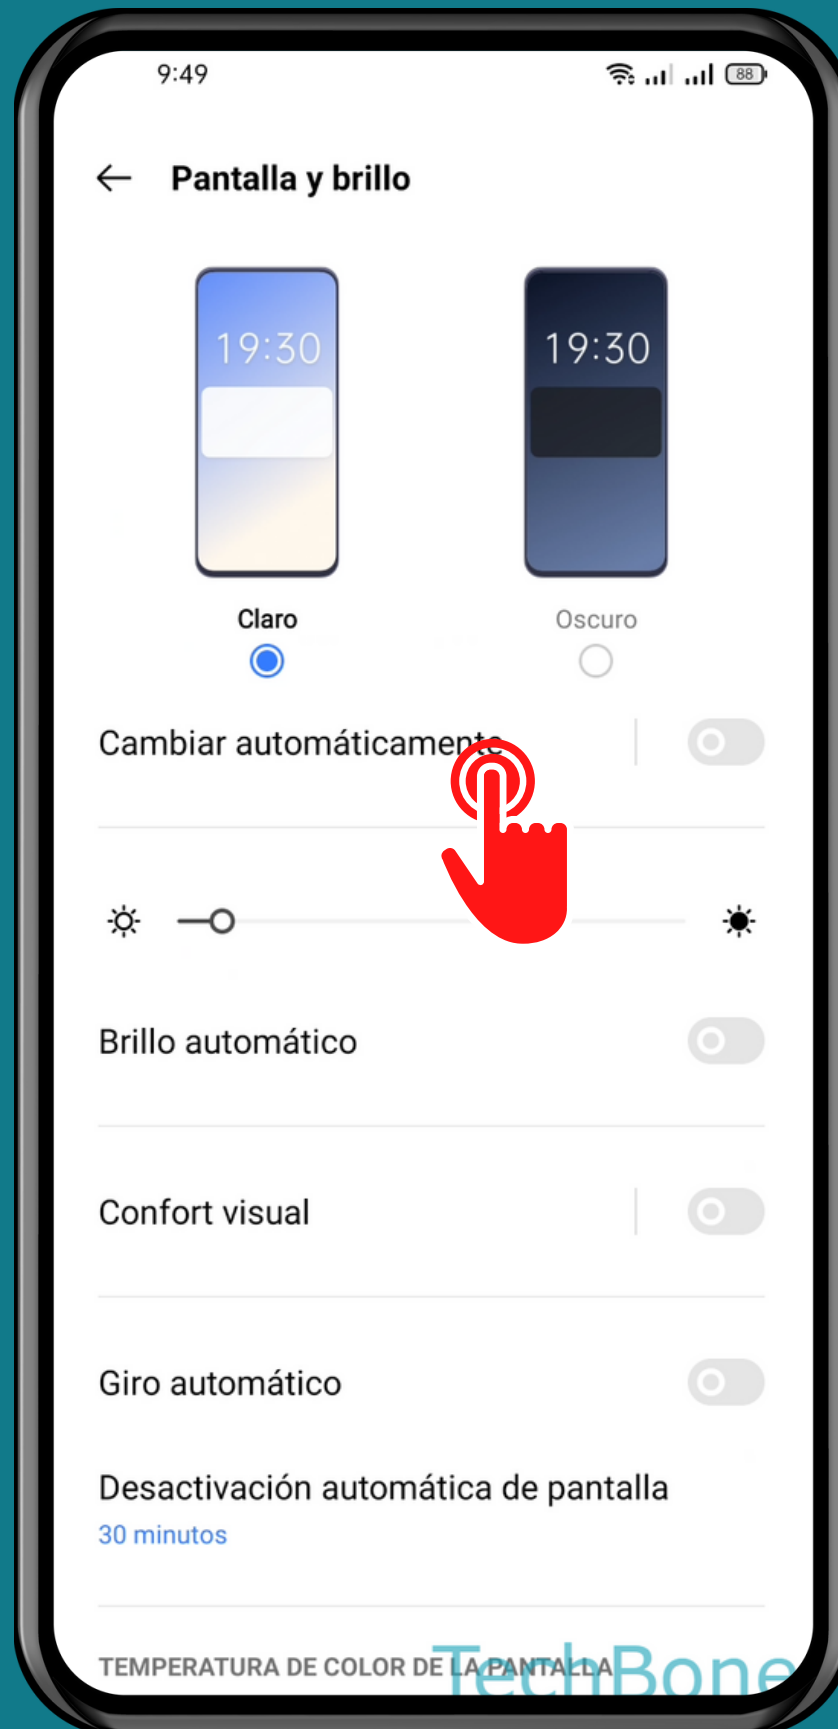 9:49
88
Pantalla y brillo
19:30
19:30
Claro
Oscuro
Cambiar automáticamente
Brillo automático
Confort visual
Giro automático
Desactivación automática de pantalla
30 minutos
TEMPERATURA DE COLOR DE LA PANTALLA
TechBone